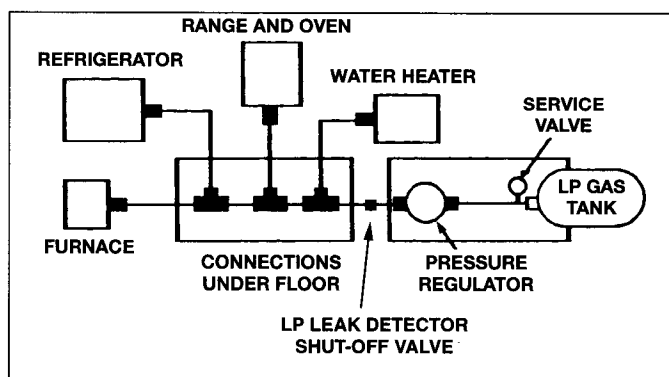 RANGE AND OVEN
REFRIGERATOR
WATER HEATER
SERVICE
VALVE
LP GAS
TANK
FURNACE
CONNECTIONS
UNDER FLOOR
PRESSURE
REGULATOR
LP LEAK DETECTOR
SHUT-OFF VALVE